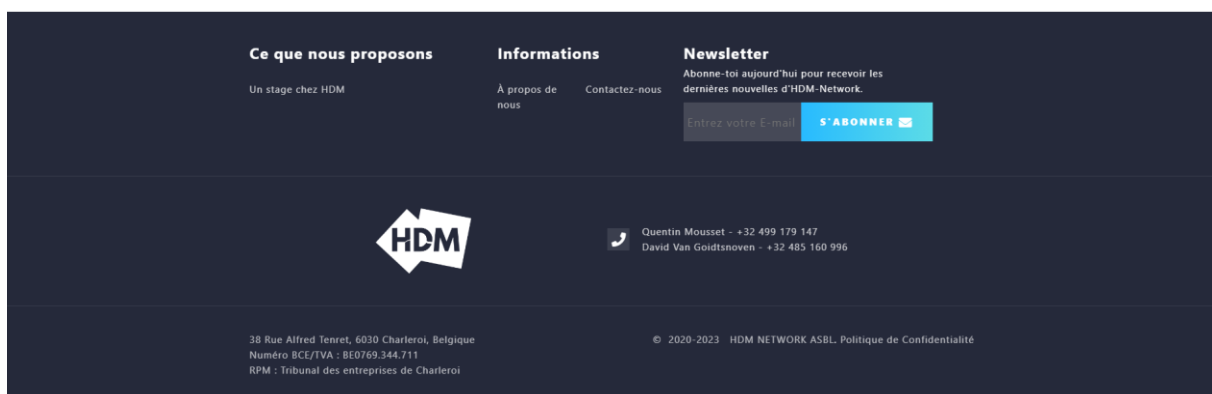 Ce que nous proposons
Un stage chez HDM
Informations
À propos de
nous
Contactez-nous
Newsletter
Abonne-toi aujourd'hui pour recevoir les
dernières nouvelles d'HDM-Network.
Entrez votre E-mail
S'ABONNER
HDM
Quentin Mousset - +32 499 179 147
David Van Goidtsnoven - +32 485 160 996
38 Rue Alfred Tenret, 6030 Charleroi, Belgique
Numéro BCE/TVA : BE0769.344.711
RPM : Tribunal des entreprises de Charleroi
© 2020-2023 HDM NETWORK ASBL. Politique de Confidentialité